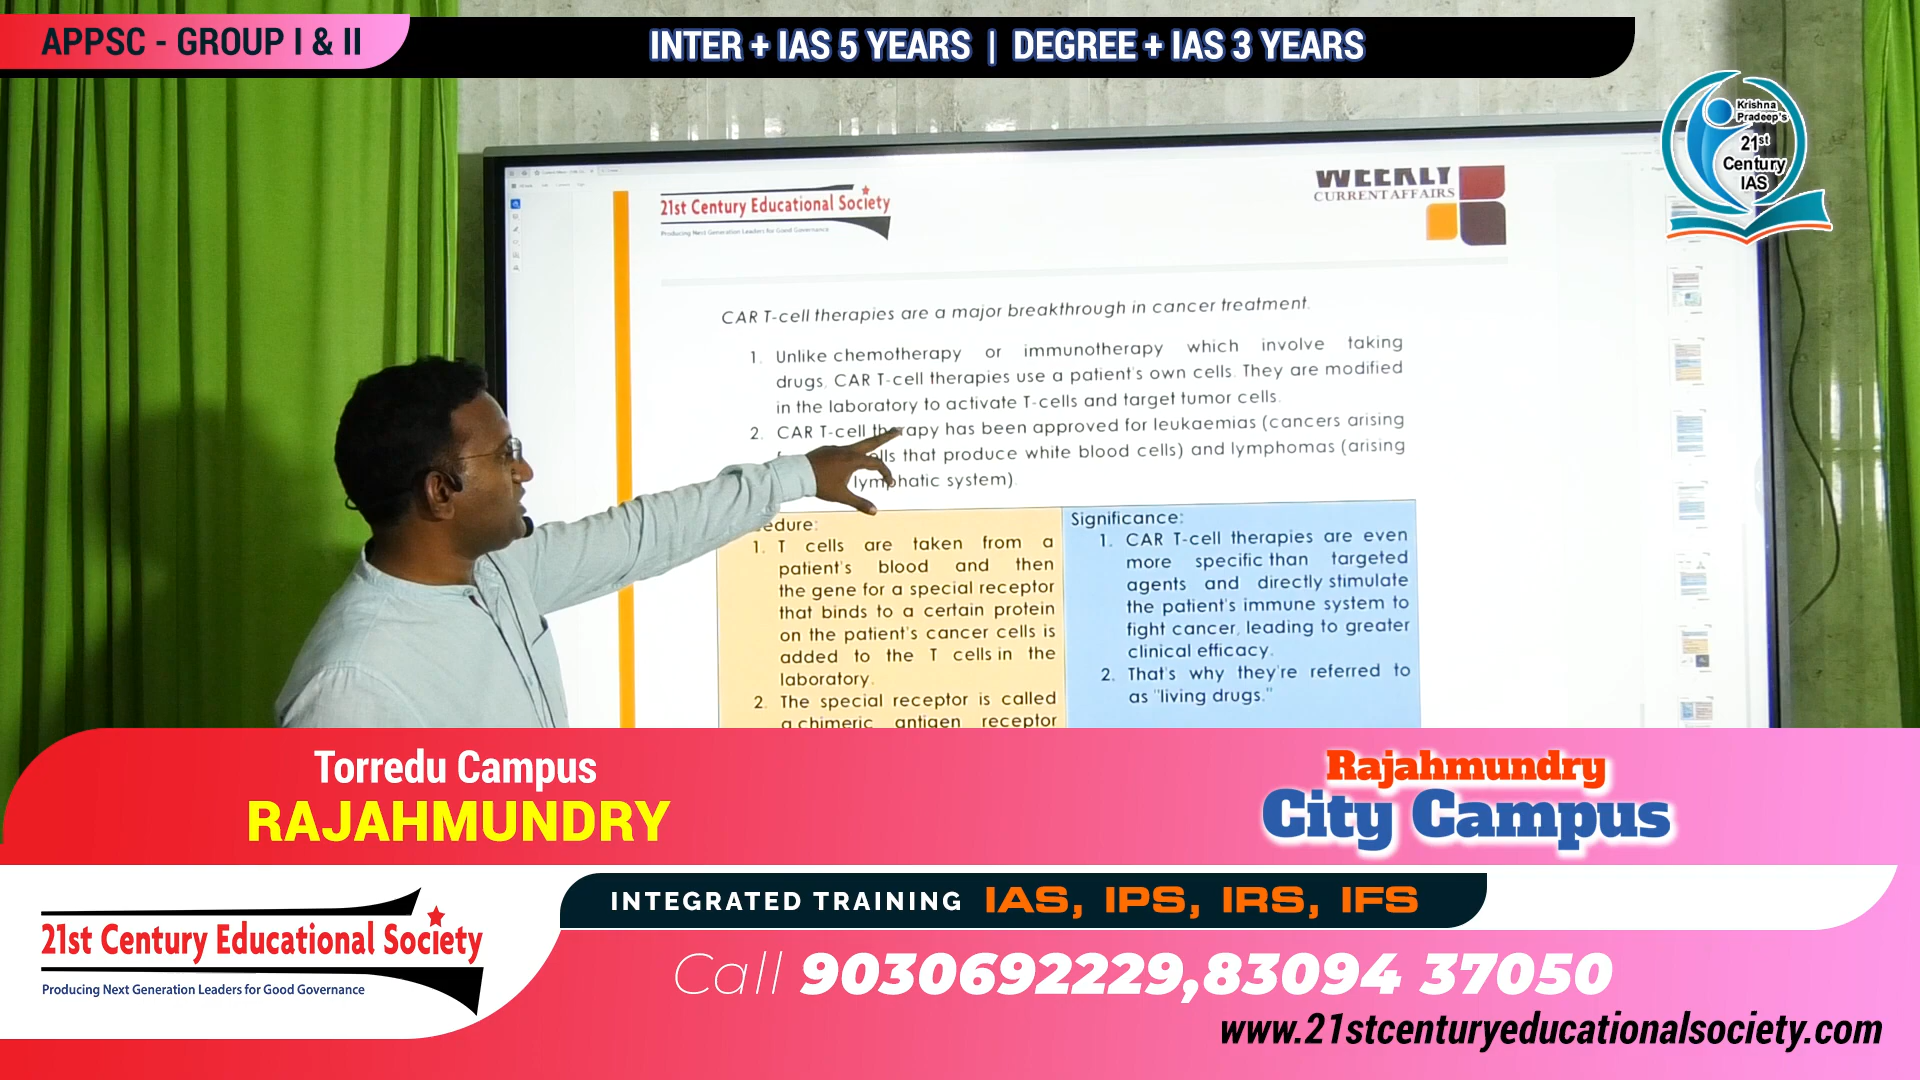 APPSC - GROUP I & II
INTER + IAS 5 YEARS | DEGREE + IAS 3 YEARS
Krishna
Pradeep's
21st
Century
IAS
21st Century Educational Society
Producing Next Generation Leaders for Good Governance
WEEKLY
CURRENT AFFAIRS
CAR T-cell therapies are a major breakthrough in cancer treatment.
1. Unlike chemotherapy or immunotherapy which involve taking
drugs, CAR T-cell therapies use a patient's own cells. They are modified
in the laboratory to activate T-cells and target tumor cells.
2. CAR T-cell therapy has been approved for leukaemias (cancers arising
lls that produce white blood cells) and lymphomas (arising
lymphatic system).
edure:
1. T cells are taken from a
patient's blood and then
the gene for a special receptor
that binds to a certain protein
on the patient's cancer cells is
added to the T cells in the
laboratory.
2. The special receptor is called
a chimeric antigen receptor
Significance:
1. CAR T-cell therapies are even
more specific than targeted
agents and directly stimulate
the patient's immune system to
fight cancer, leading to greater
clinical efficacy.
2. That's why they're referred to
as "living drugs."
Torredu Campus
RAJAHMUNDRY
Rajahmundry
City Campus
21st Century Educational Society
Producing Next Generation Leaders for Good Governance
INTEGRATED TRAINING IAS, IPS, IRS, IFS
Call 9030692229,83094 37050
www.21stcenturyeducationalsociety.com